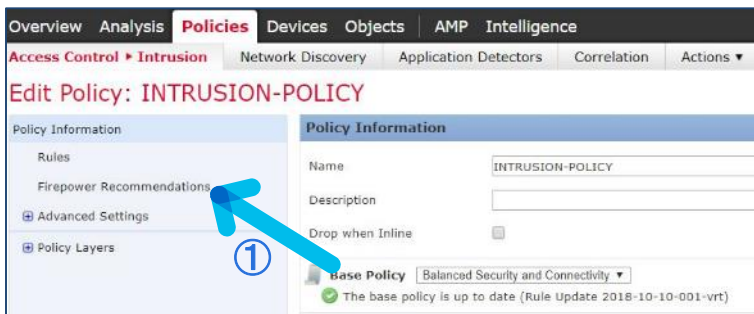 Overview Analysis Policies Devices Objects AMP Intelligence
Access Control ▸ Intrusion Network Discovery Application Detectors Correlation Actions ▼
Edit Policy: INTRUSION-POLICY
Policy Information
Rules
Firepower Recommendations
Advanced Settings
Policy Layers
①
Policy Information
Name INTRUSION-POLICY
Description
Drop when Inline
Base Policy Balanced Security and Connectivity ▼
The base policy is up to date (Rule Update 2018-10-10-001-vrt)